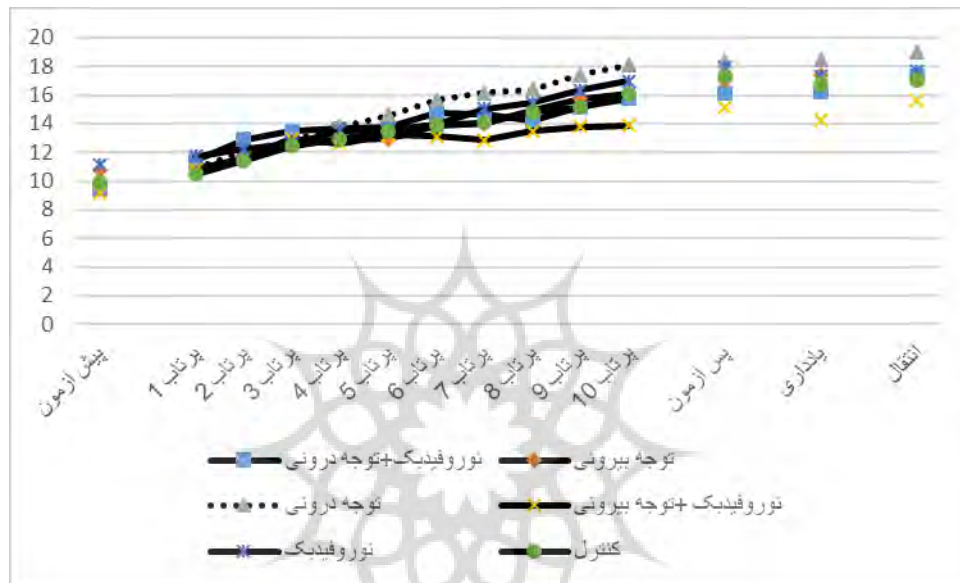 20
18
16
14
12
10
8
6
4
2
0
پیش ازمون
پرتاب 1
پرتاب 2
پرتاب 3
پرتاب 4
پرتاب 5
پرتاب 6
پرتاب 7
پرتاب 8
پرتاب 9
پرتاب 10
پس ازمون
یادداری
انتقال
نوروفیدبک+توجه درونی
توجه بیرونی
توجه درونی
نوروفیدبک +توجه بیرونی
نوروفیدبک
کنترل